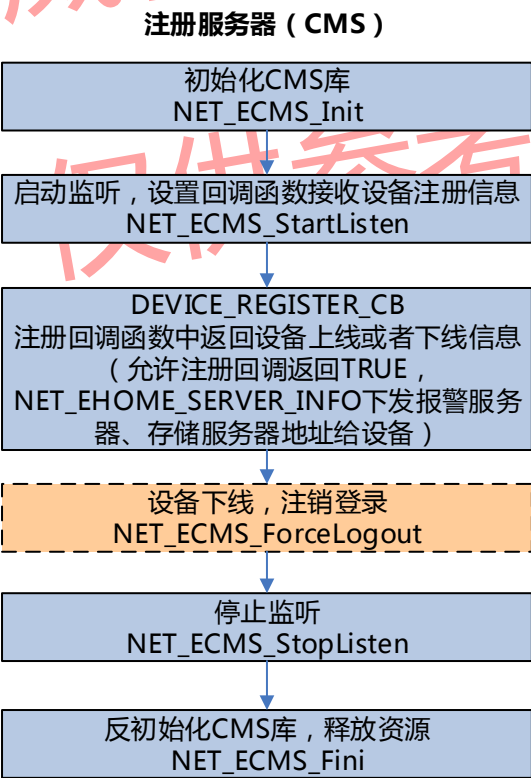 注册服务器（CMS）
初始化CMS库
NET_ECMS_Init
仅供参考
启动监听，设置回调函数接收设备注册信息
NET_ECMS_StartListen
DEVICE_REGISTER_CB
注册回调函数中返回设备上线或者下线信息
（允许注册回调返回TRUE，
NET_EHOME_SERVER_INFO下发报警服务
器、存储服务器地址给设备）
设备下线，注销登录
NET_ECMS_ForceLogout
停止监听
NET_ECMS_StopListen
反初始化CMS库，释放资源
NET_ECMS_Fini